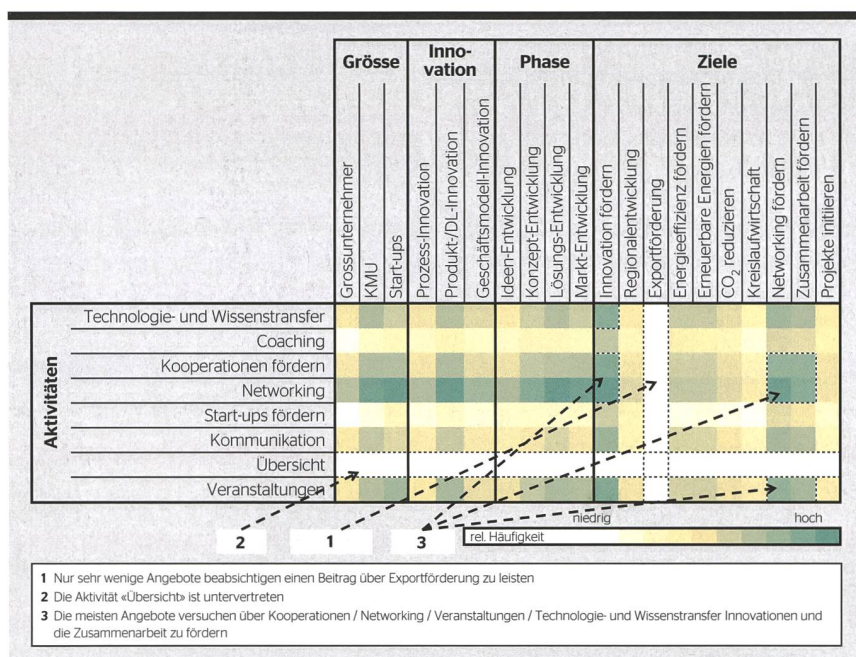 Grösse
Inno-
vation
Phase
Ziele
Grossunternehmer
KMU
Start-ups
Prozess-Innovation
Produkt-/DL-Innovation
Geschäftsmodell-Innovation
Ideen-Entwicklung
Konzept-Entwicklung
Lösungs-Entwicklung
Markt-Entwicklung
Innovation fördern
Regionalentwicklung
Exportförderung
Energieeffizienz fördern
Erneuerbare Energien fördern
CO₂ reduzieren
Kreislaufwirtschaft
Networking fördern
Zusammenarbeit fördern
Projekte initiieren
Aktivitäten
Technologie- und Wissenstransfer
Coaching
Kooperationen fördern
Networking
Start-ups fördern
Kommunikation
Übersicht
Veranstaltungen
2
1
3
niedrig
hoch
rel. Häufigkeit
1 Nur sehr wenige Angebote beabsichtigen einen Beitrag über Exportförderung zu leisten
2 Die Aktivität «Übersicht» ist untervertreten
3 Die meisten Angebote versuchen über Kooperationen / Networking / Veranstaltungen / Technologie- und Wissenstransfer Innovationen und
die Zusammenarbeit zu fördern